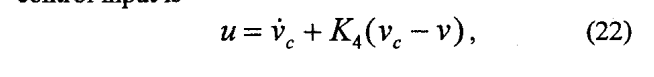 control input is
u = v̇_c + K_4(v_c − v), (22)